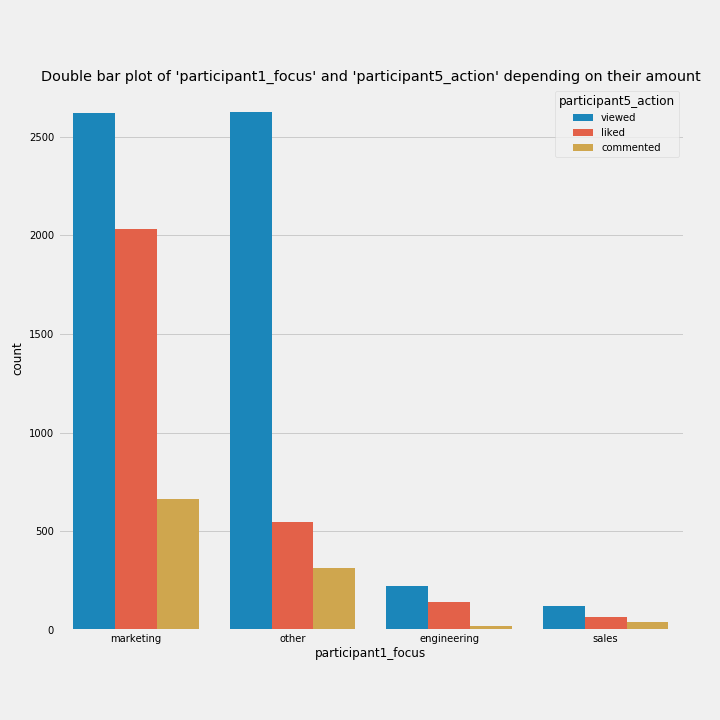 Double bar plot of 'participant1_focus' and 'participant5_action' depending on their amount
participant5_action
viewed
liked
commented
2500
2000
1500
1000
500
0
count
marketing other engineering sales
participant1_focus